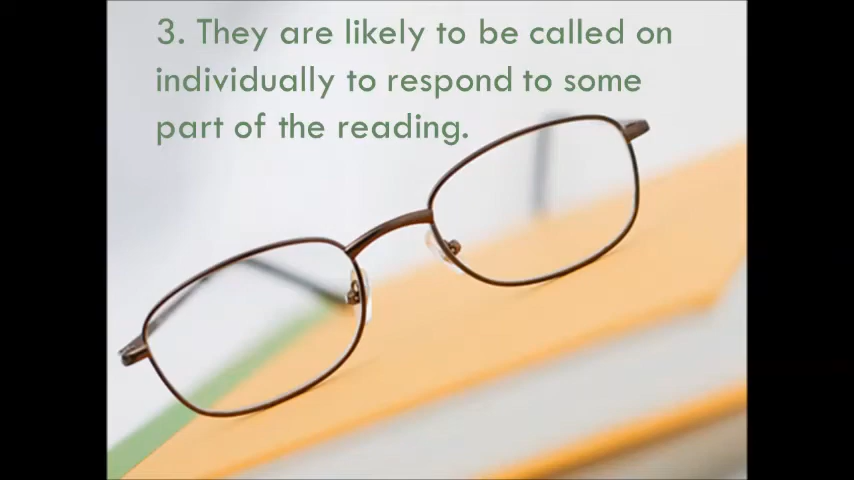 3. They are likely to be called on
individually to respond to some
part of the reading.